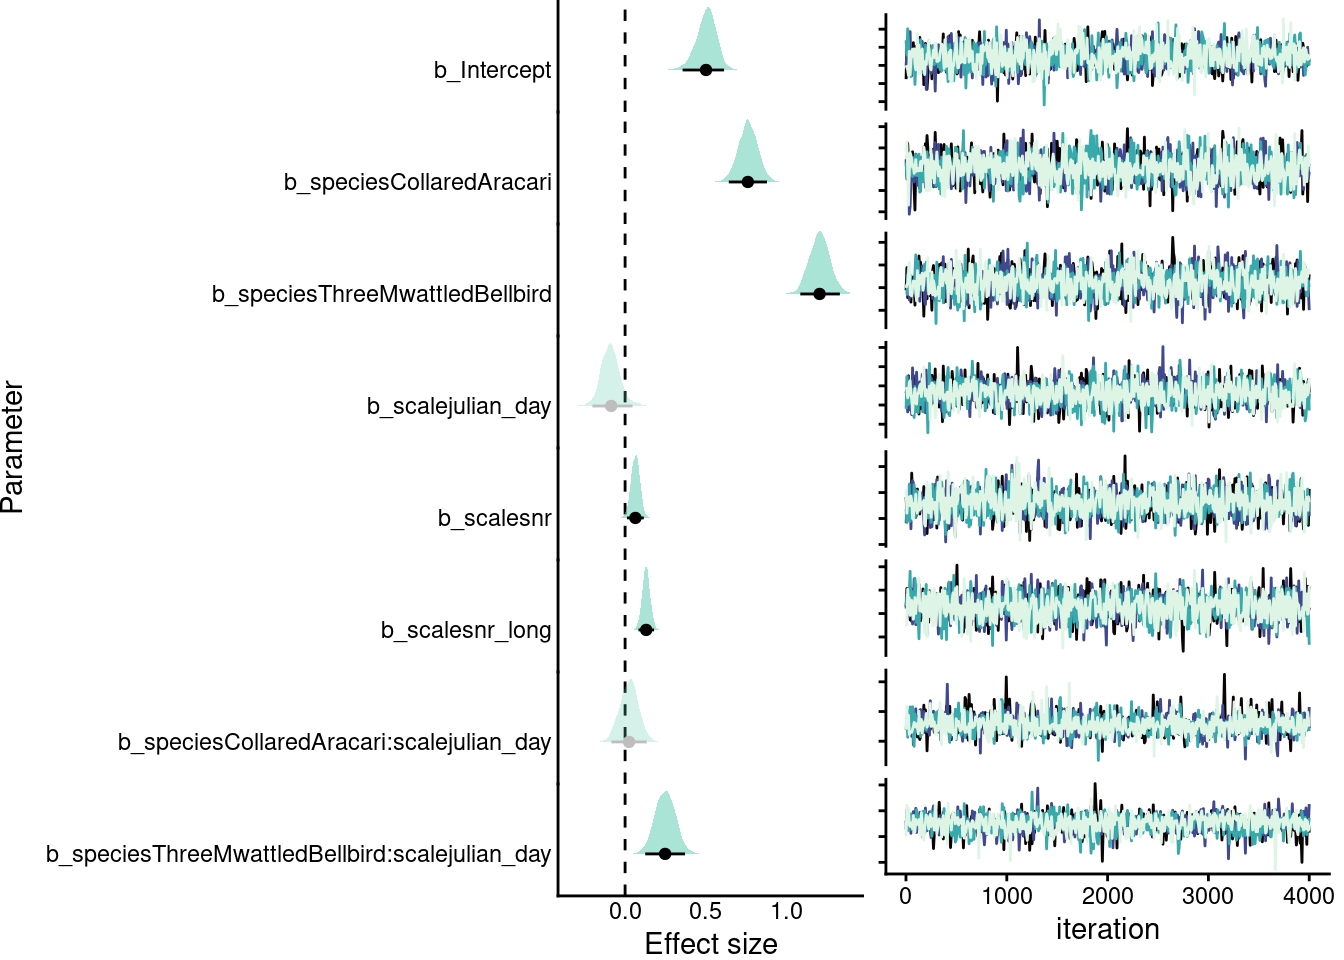 Parameter
b_Intercept
b_speciesCollaredAracari
b_speciesThreeMwattledBellbird
b_scalejulian_day
b_scalesnr
b_scalesnr_long
b_speciesCollaredAracari:scalejulian_day
b_speciesThreeMwattledBellbird:scalejulian_day
0.0 0.5 1.0
Effect size
0 1000 2000 3000 4000
iteration